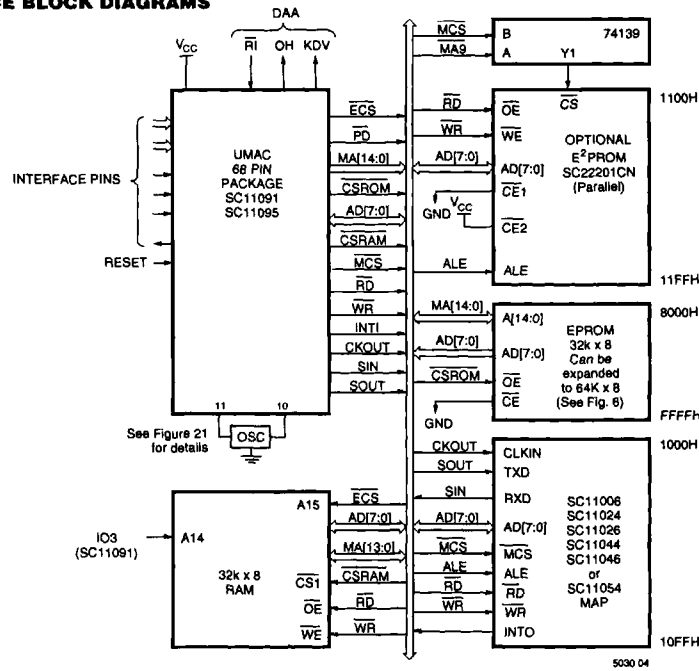 CE BLOCK DIAGRAMS
DAA
VCC
RI OH KDV
INTERFACE PINS
RESET
UMAC
68 PIN
PACKAGE
SC11091
SC11095
11 10
See Figure 21
for details
OSC
ECS
PD
MA(14:0)
CSROM
AD[7:0]
CSRAM
MCS
RD
WR
INTI
CKOUT
SIN
SOUT
MCS
MA9
B
A
74139
Y1
RD
WR
AD(7:0)
GND
VCC
ALE
CS
OE
WE
AD[7:0]
CE1
CE2
ALE
OPTIONAL
E2PROM
SC22201CN
(Parallel)
1100H
11FFH
MA(14:0)
AD(7:0)
CSROM
GND
A[14:0)
AD(7:0]
OE
CE
EPROM
32k x 8
Can be
expanded
to 64K x 8
(See Fig. 6)
8000H
FFFFh
IO3
(SC11091)
A14
A15
32k x 8
RAM
CS1
OE
WE
ECS
AD(7:0)
MA(13:0)
CSRAM
RD
WR
CKOUT
SOUT
SIN
AD(7:0)
MCS
ALE
RD
WR
CLKIN
TXD
RXD
AD(7:0]
MCS
ALE
RD
WR
INTO
SC11006
SC11024
SC11026
SC11044
SC11046
or
SC11054
MAP
1000H
10FFH
5030 04